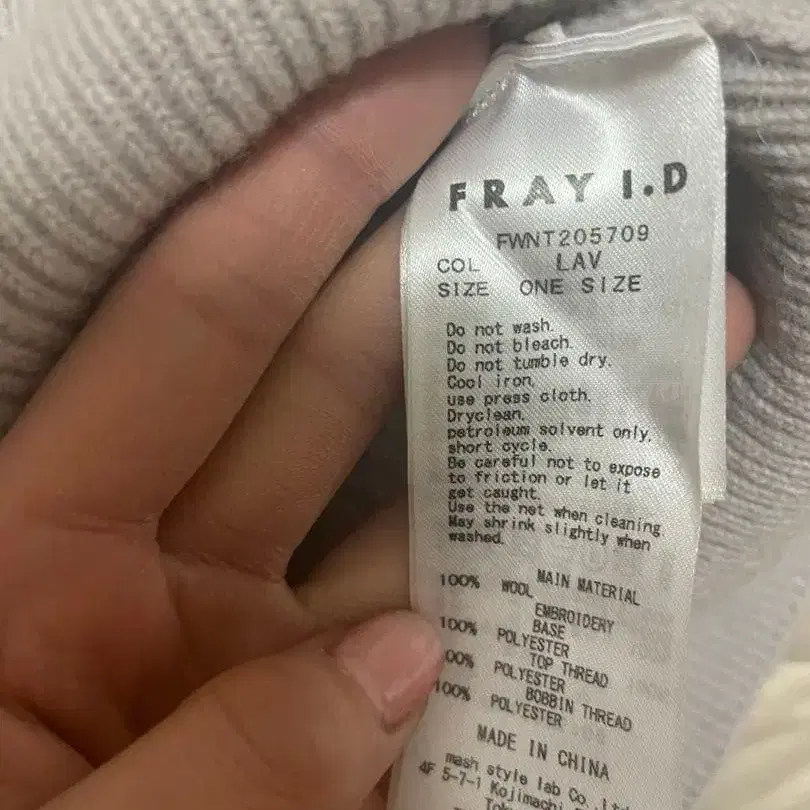 FRAY I.D
FWNT205709
COL LAV
SIZE ONE SIZE
Do not wash.
Do not bleach.
Do not tumble dry.
Cool iron.
use press cloth.
Dryclean.
petroleum solvent only.
short cycle.
Be careful not to expose
to friction or let it
get caught.
Use the net when cleaning.
May shrink slightly when
washed.
MAIN MATERIAL
100% WOOL
EMBROIDERY
BASE
100% POLYESTER
TOP THREAD
00% POLYESTER
BOBBIN THREAD
100% POLYESTER
MADE IN CHINA
mash style lab Co., Lt
4F 5-7-1 Kojimachi